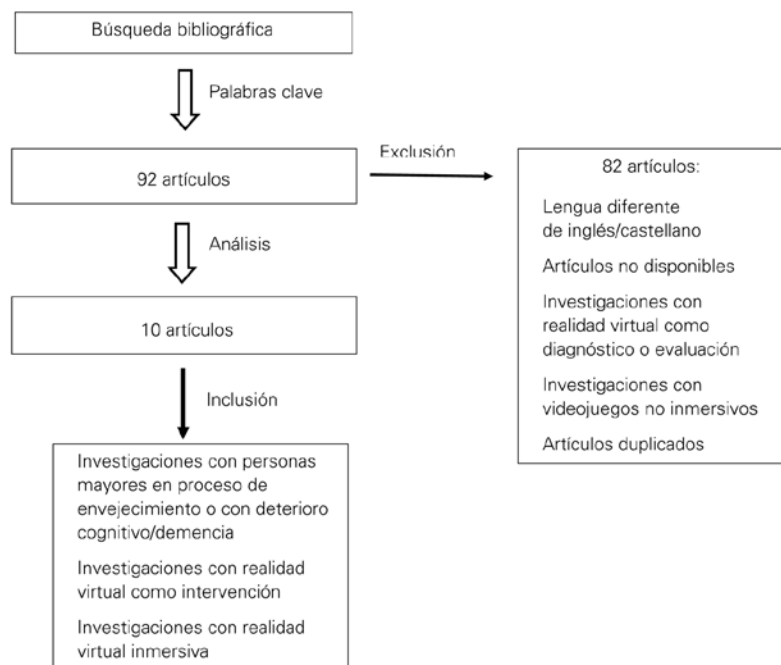 Búsqueda bibliográfica
Palabras clave
92 artículos
Exclusión
82 artículos:
Lengua diferente
de inglés/castellano
Artículos no disponibles
Investigaciones con
realidad virtual como
diagnóstico o evaluación
Investigaciones con
videojuegos no inmersivos
Artículos duplicados
Análisis
10 artículos
Inclusión
Investigaciones con personas
mayores en proceso de
envejecimiento o con deterioro
cognitivo/demencia
Investigaciones con realidad
virtual como intervención
Investigaciones con realidad
virtual inmersiva